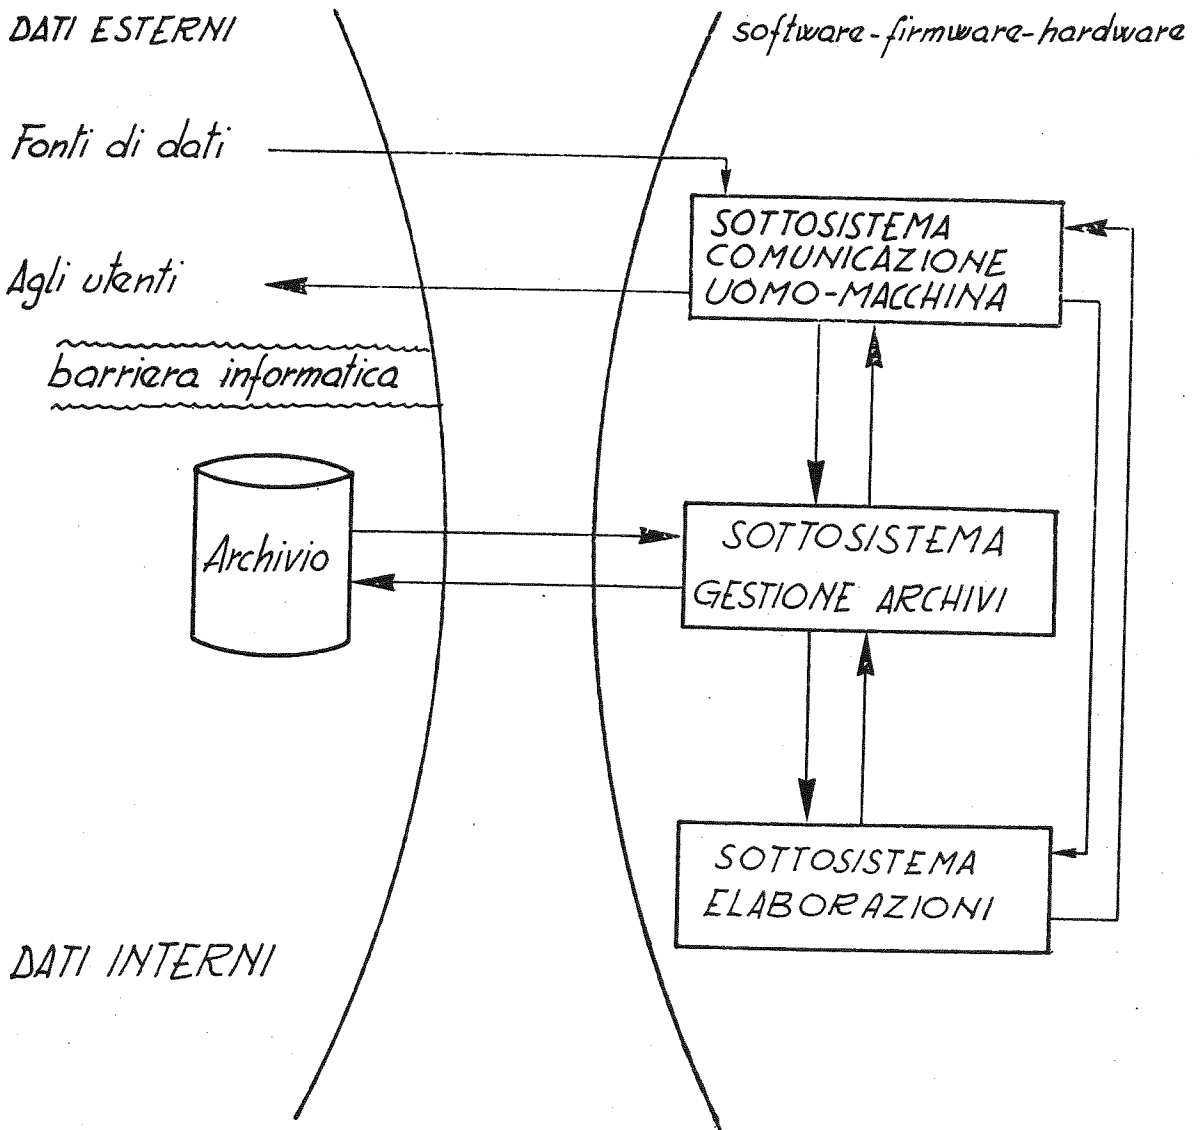 DATI ESTERNI
software-firmware-hardware
Fonti di dati
SOTTOSISTEMA
COMUNICAZIONE
UOMO-MACCHINA
Agli utenti
barriera informatica
Archivio
SOTTOSISTEMA
GESTIONE ARCHIVI
SOTTOSISTEMA
ELABORAZIONI
DATI INTERNI